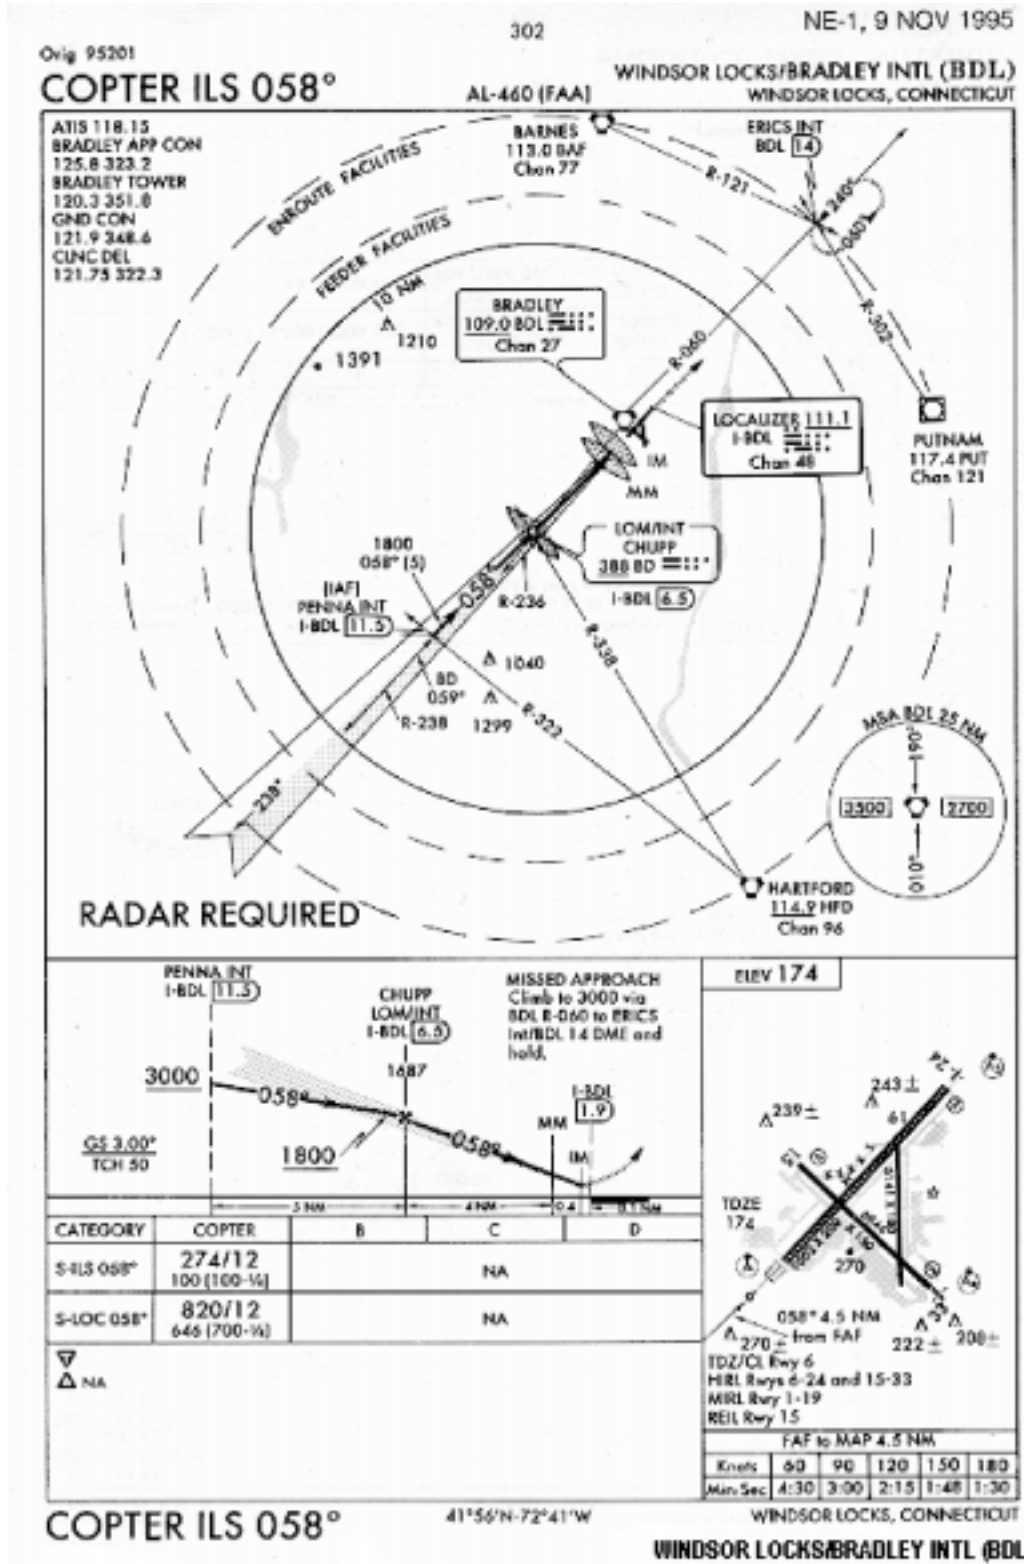 302
NE-1, 9 NOV 1995
Orig 95201
COPTER ILS 058°
AL-460 (FAA)
WINDSOR LOCKS/BRADLEY INTL (BDL)
WINDSOR LOCKS, CONNECTICUT
ATIS 118.15
BRADLEY APP CON
125.8 323.2
BRADLEY TOWER
120.3 351.8
GND CON
121.9 348.6
CLNC DEL
121.75 322.3
ENROUTE FACILITIES
FEEDER FACILITIES
10 NM
BARNES
113.0 BAF
Chan 77
ERICS INT
BDL 14
R-121
240°
060°
R-302
1210
1391
BRADLEY
109.0 BDL
Chan 27
R-060
LOCALIZER 111.1
I-BDL
Chan 48
PUTNAM
117.4 PUT
Chan 121
IM
MM
LOM/INT
CHUPP
388 BD
I-BDL 6.5
1800
058° (5)
(IAF)
PENNA INT
I-BDL 11.5
058°
R-236
R-338
1040
BD
059°
1299
R-238
R-322
238°
MSA BDL 25 NM
190°
3500
2700
010°
HARTFORD
114.9 HFD
Chan 96
RADAR REQUIRED
PENNA INT
I-BDL 11.5
CHUPP
LOM/INT
I-BDL 6.5
1687
MISSED APPROACH
Climb to 3000 via
BDL R-060 to ERICS
Int/BDL 14 DME and
hold.
3000
058°
1800
058°
GS 3.00°
TCH 50
MM
I-BDL
1.9
IM
5 NM
4 NM
0.4
0.1 NM
CATEGORY COPTER B C D
S-ILS 058° 274/12 NA
100 (100-¼)
S-LOC 058° 820/12 NA
646 (700-¼)
NA
ELEV 174
243±
239±
TDZE
174
270
058° 4.5 NM
from FAF
270±
222±
208±
TDZ/CL Rwy 6
HIRL Rwys 6-24 and 15-33
MIRL Rwy 1-19
REIL Rwy 15
FAF to MAP 4.5 NM
Knots 60 90 120 150 180
Min:Sec 4:30 3:00 2:15 1:48 1:30
COPTER ILS 058°
41°56'N-72°41'W
WINDSOR LOCKS, CONNECTICUT
WINDSOR LOCKS/BRADLEY INTL (BDL